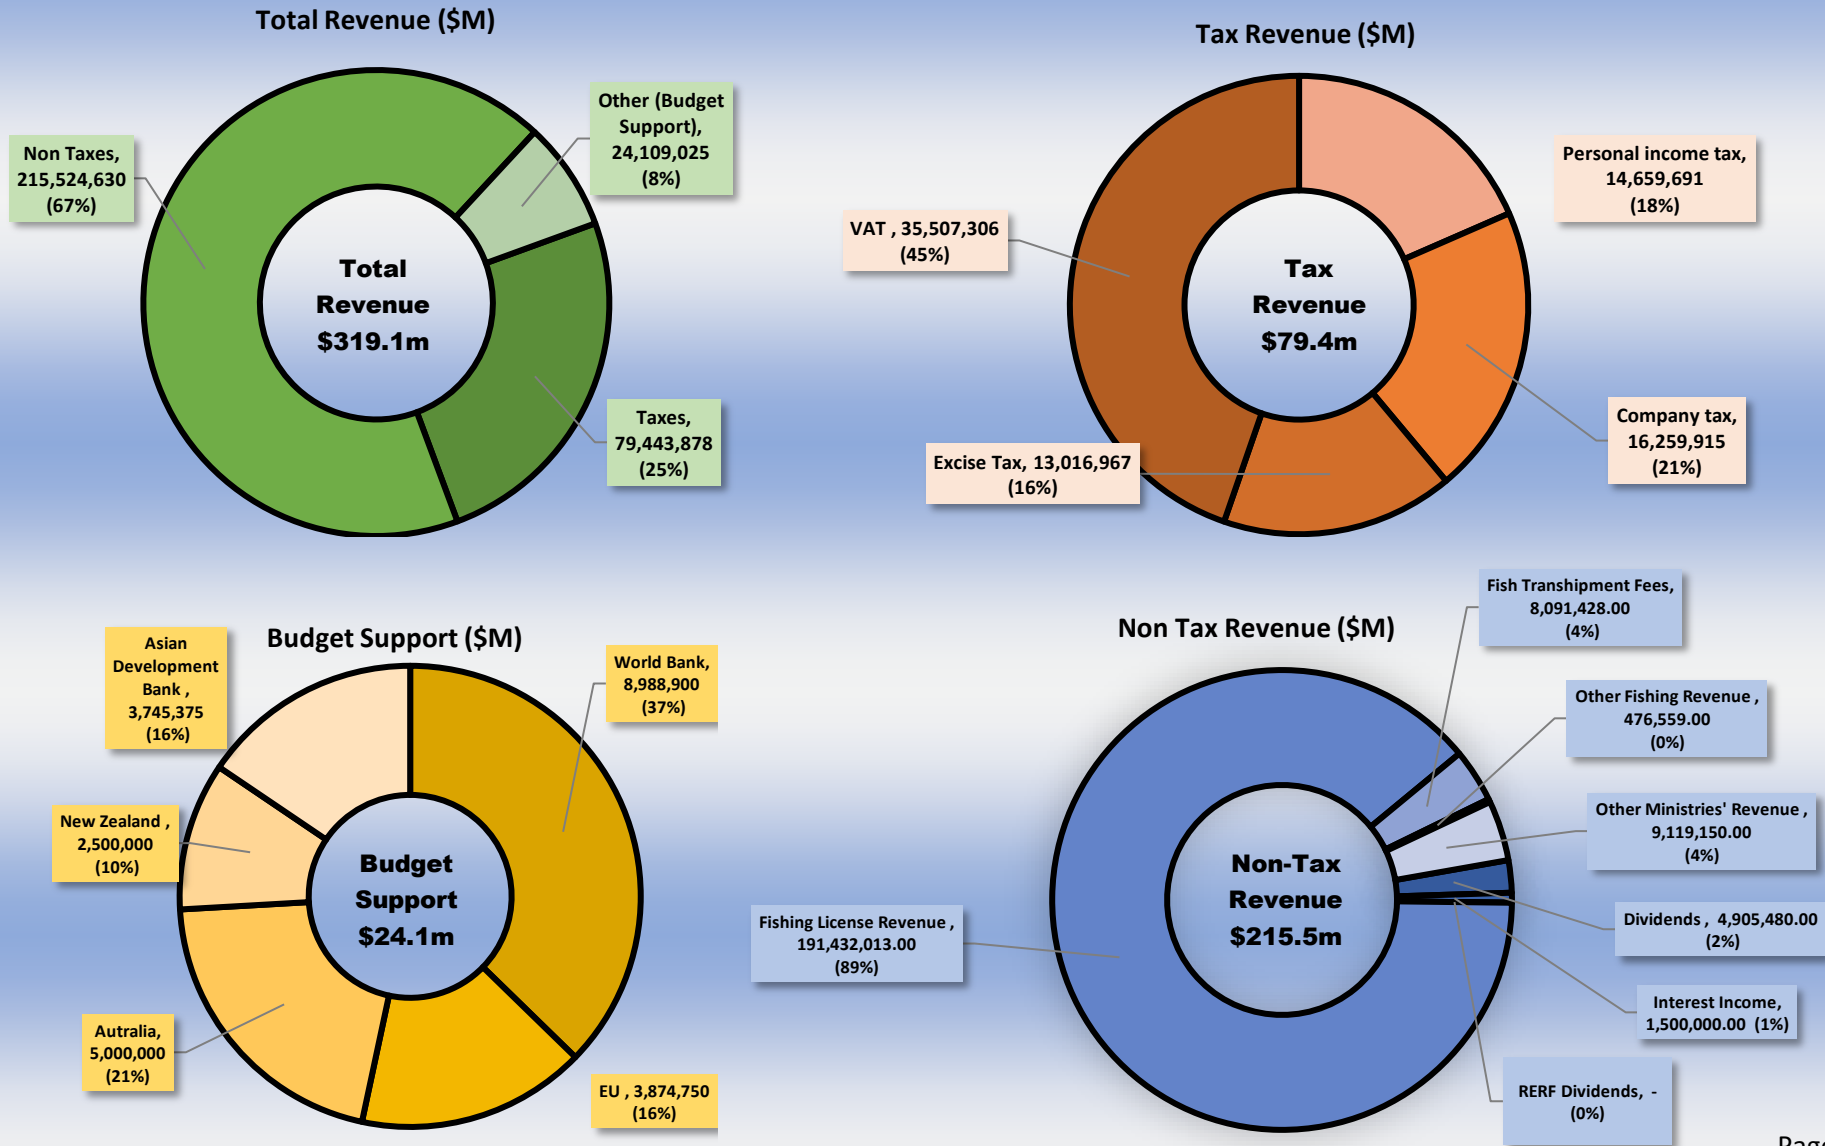 Total Revenue ($M)
Non Taxes,
215,524,630
(67%)
Other (Budget
Support),
24,109,025
(8%)
Total
Revenue
$319.1m
Taxes,
79,443,878
(25%)
Tax Revenue ($M)
Personal income tax,
14,659,691
(18%)
VAT , 35,507,306
(45%)
Tax
Revenue
$79.4m
Company tax,
16,259,915
(21%)
Excise Tax, 13,016,967
(16%)
Budget Support ($M)
Asian
Development
Bank ,
3,745,375
(16%)
World Bank,
8,988,900
(37%)
New Zealand ,
2,500,000
(10%)
Budget
Support
$24.1m
Autralia,
5,000,000
(21%)
EU , 3,874,750
(16%)
Non Tax Revenue ($M)
Fish Transhipment Fees,
8,091,428.00
(4%)
Other Fishing Revenue ,
476,559.00
(0%)
Other Ministries' Revenue ,
9,119,150.00
(4%)
Non-Tax
Revenue
$215.5m
Fishing License Revenue ,
191,432,013.00
(89%)
Dividends , 4,905,480.00
(2%)
Interest Income,
1,500,000.00 (1%)
RERF Dividends, -
(0%)
Page